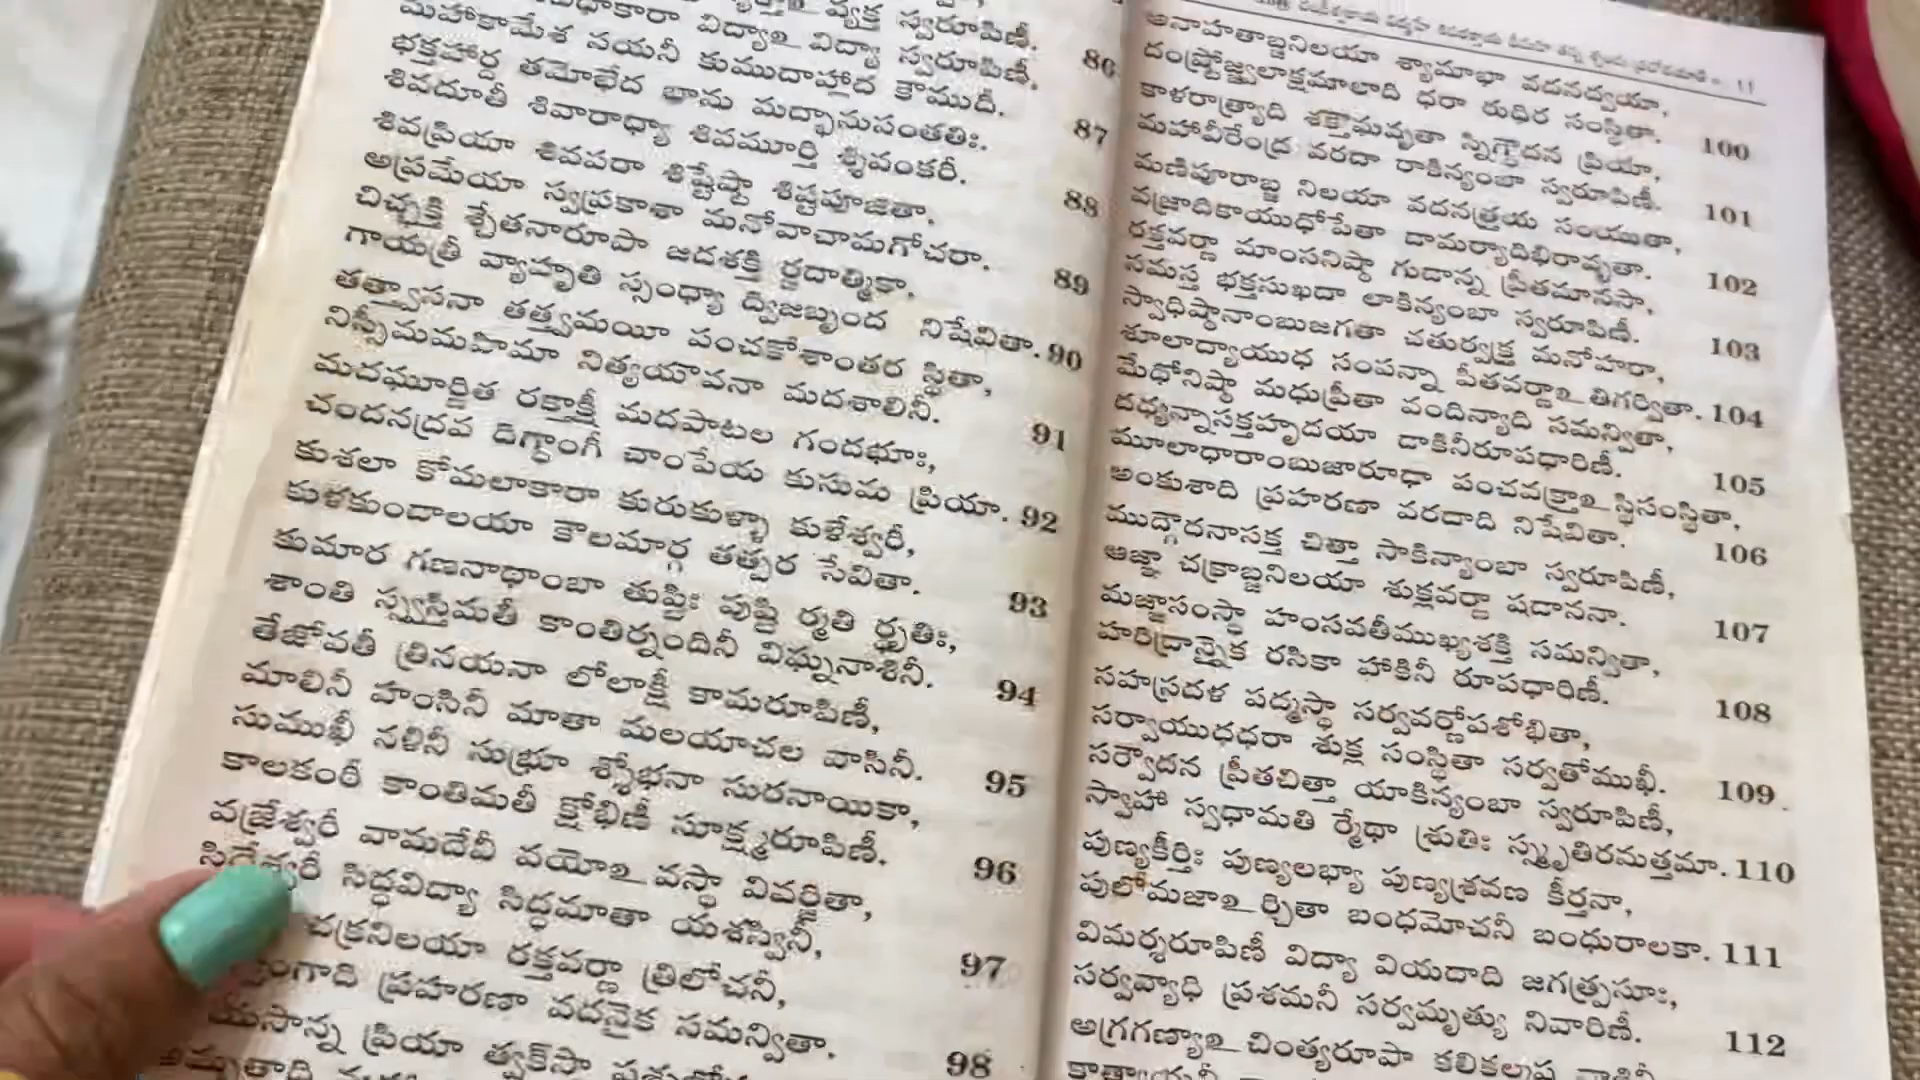 స్వరూపిణీ.
విద్యాఽవిద్యా స్వరూపిణీ. 86
మహాకామేశ నయనీ కుముదాహ్లాద కౌముదీ.
భక్తహార్ద తమోభేద భాను మద్భానుసంతతిః. 87
శివదూతీ శివారాధ్యా శివమూర్తి శ్శివంకరీ.
శివప్రియా శివపరా శిష్టేష్టా శిష్టపూజితా. 88
అప్రమేయా స్వప్రకాశా మనోవాచామగోచరా.
చిచ్ఛక్తి శ్చేతనారూపా జడశక్తి ర్జడాత్మికా, 89
గాయత్రీ వ్యాహృతి స్సంధ్యా ద్విజబృంద నిషేవితా. 90
తత్త్వాసనా తత్త్వమయీ పంచకోశాంతర స్థితా,
నిస్సీమమహిమా నిత్యయౌవనా మదశాలినీ. 91
మదఘూర్ణిత రక్తాక్షీ మదపాటల గండభూః,
చందనద్రవ దిగ్ధాంగీ చాంపేయ కుసుమ ప్రియా. 92
కుశలా కోమలాకారా కురుకుళ్ళా కుళేశ్వరీ,
కుళకుండాలయా కౌలమార్గ తత్పర సేవితా. 93
కుమార గణనాథాంబా తుష్టిః పుష్టి ర్మతి ర్ధృతిః,
శాంతి స్స్వస్తిమతీ కాంతిర్నందినీ విఘ్ననాశినీ. 94
తేజోవతీ త్రినయనా లోలాక్షీ కామరూపిణీ,
మాలినీ హంసినీ మాతా మలయాచల వాసినీ. 95
సుముఖీ నళినీ సుభ్రూ శ్శోభనా సురనాయికా,
కాలకంఠీ కాంతిమతీ క్షోభిణీ సూక్ష్మరూపిణీ. 96
వజ్రేశ్వరీ వామదేవీ వయోఽవస్థా వివర్జితా,
సిద్ధేశ్వరీ సిద్ధవిద్యా సిద్ధమాతా యశస్వినీ, 97
చక్రనిలయా రక్తవర్ణా త్రిలోచనీ,
ప్రహరణా వదనైక సమన్వితా. 98
ప్రియా త్వక్‌స్థా
11
అనాహతాబ్జనిలయా శ్యామాభా వదనద్వయా,
దంష్ట్రోజ్జ్వలాక్షమాలాది ధరా రుధిర సంస్థితా. 100
కాళరాత్ర్యాది శక్త్యౌఘవృతా స్నిగ్ధౌదన ప్రియా,
మహావీరేంద్ర వరదా రాకిన్యంబా స్వరూపిణీ. 101
మణిపూరాబ్జ నిలయా వదనత్రయ సంయుతా,
వజ్రాదికాయుధోపేతా డామర్యాదిభిరావృతా. 102
రక్తవర్ణా మాంసనిష్ఠా గుడాన్న ప్రీతమానసా,
సమస్త భక్తసుఖదా లాకిన్యంబా స్వరూపిణీ. 103
స్వాధిష్ఠానాంబుజగతా చతుర్వక్త్ర మనోహరా,
శూలాద్యాయుధ సంపన్నా పీతవర్ణాఽతిగర్వితా. 104
మేధోనిష్ఠా మధుప్రీతా వందిన్యాది సమన్వితా,
దధ్యన్నాసక్తహృదయా డాకినీరూపధారిణీ. 105
మూలాధారాంబుజారూఢా పంచవక్త్రాఽస్థిసంస్థితా,
అంకుశాది ప్రహరణా వరదాది నిషేవితా. 106
ముద్గౌదనాసక్త చిత్తా సాకిన్యాంబా స్వరూపిణీ,
ఆజ్ఞా చక్రాబ్జనిలయా శుక్లవర్ణా షడాననా. 107
మజ్జాసంస్థా హంసవతీముఖ్యశక్తి సమన్వితా,
హరిద్రాన్నైక రసికా హాకినీ రూపధారిణీ. 108
సహస్రదళ పద్మస్థా సర్వవర్ణోపశోభితా,
సర్వాయుధధరా శుక్ల సంస్థితా సర్వతోముఖీ. 109
సర్వౌదన ప్రీతచిత్తా యాకిన్యంబా స్వరూపిణీ,
స్వాహా స్వధామతి ర్మేధా శ్రుతిః స్స్మృతిరనుత్తమా. 110
పుణ్యకీర్తిః పుణ్యలభ్యా పుణ్యశ్రవణ కీర్తనా,
పులోమజాఽర్చితా బంధమోచనీ బంధురాలకా. 111
విమర్శరూపిణీ విద్యా వియదాది జగత్ప్రసూః,
సర్వవ్యాధి ప్రశమనీ సర్వమృత్యు నివారిణీ. 112
అగ్రగణ్యాఽచింత్యరూపా